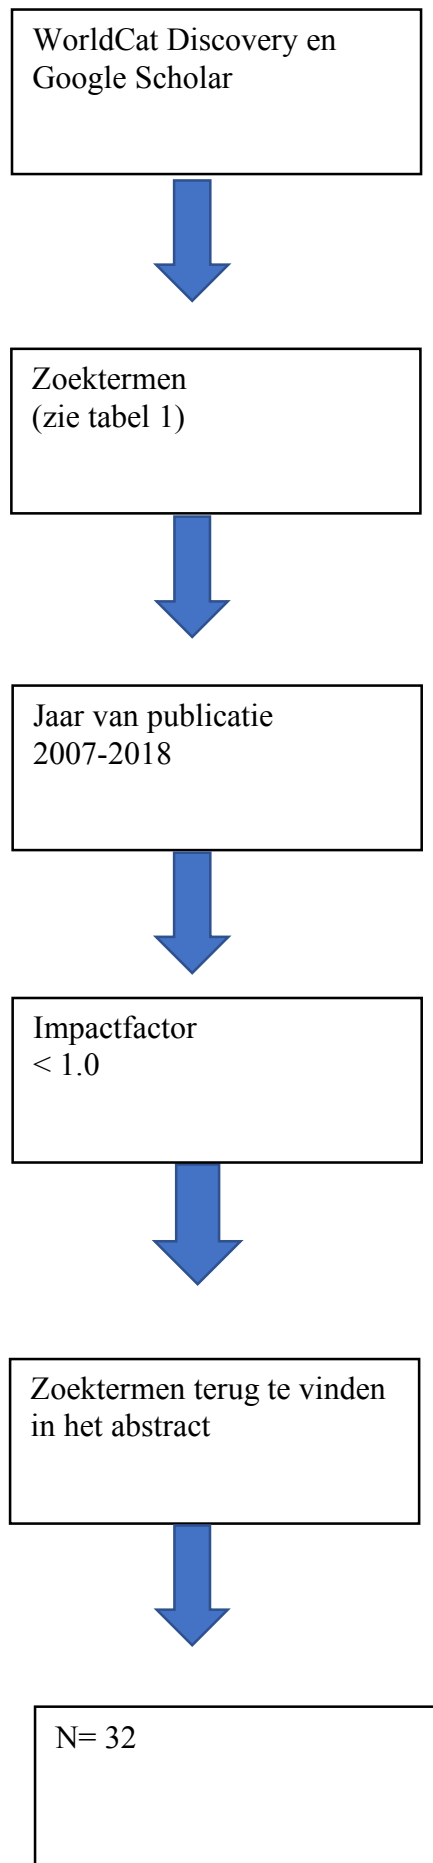 WorldCat Discovery en
Google Scholar
Zoektermen
(zie tabel 1)
Jaar van publicatie
2007-2018
Impactfactor
< 1.0
Zoektermen terug te vinden
in het abstract
N= 32